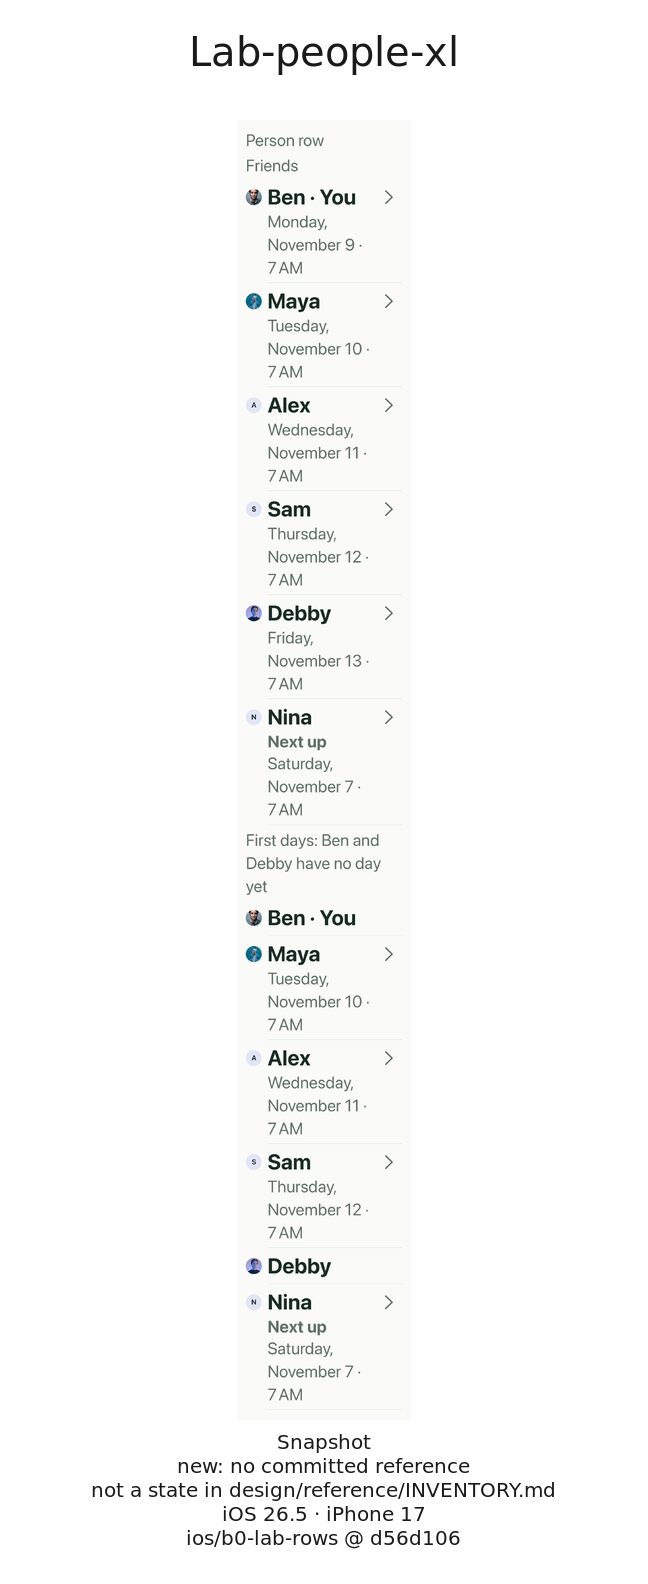 Lab-people-xl
Person row
Friends
Ben · You
Monday,
November 9 ·
7 AM
Maya
Tuesday,
November 10 ·
7 AM
A
Alex
Wednesday,
November 11 ·
7 AM
S
Sam
Thursday,
November 12 ·
7 AM
Debby
Friday,
November 13 ·
7 AM
N
Nina
Next up
Saturday,
November 7 ·
7 AM
First days: Ben and
Debby have no day
yet
Ben · You
Maya
Tuesday,
November 10 ·
7 AM
A
Alex
Wednesday,
November 11 ·
7 AM
S
Sam
Thursday,
November 12 ·
7 AM
Debby
N
Nina
Next up
Saturday,
November 7 ·
7 AM
Snapshot
new: no committed reference
not a state in design/reference/INVENTORY.md
iOS 26.5 · iPhone 17
ios/b0-lab-rows @ d56d106